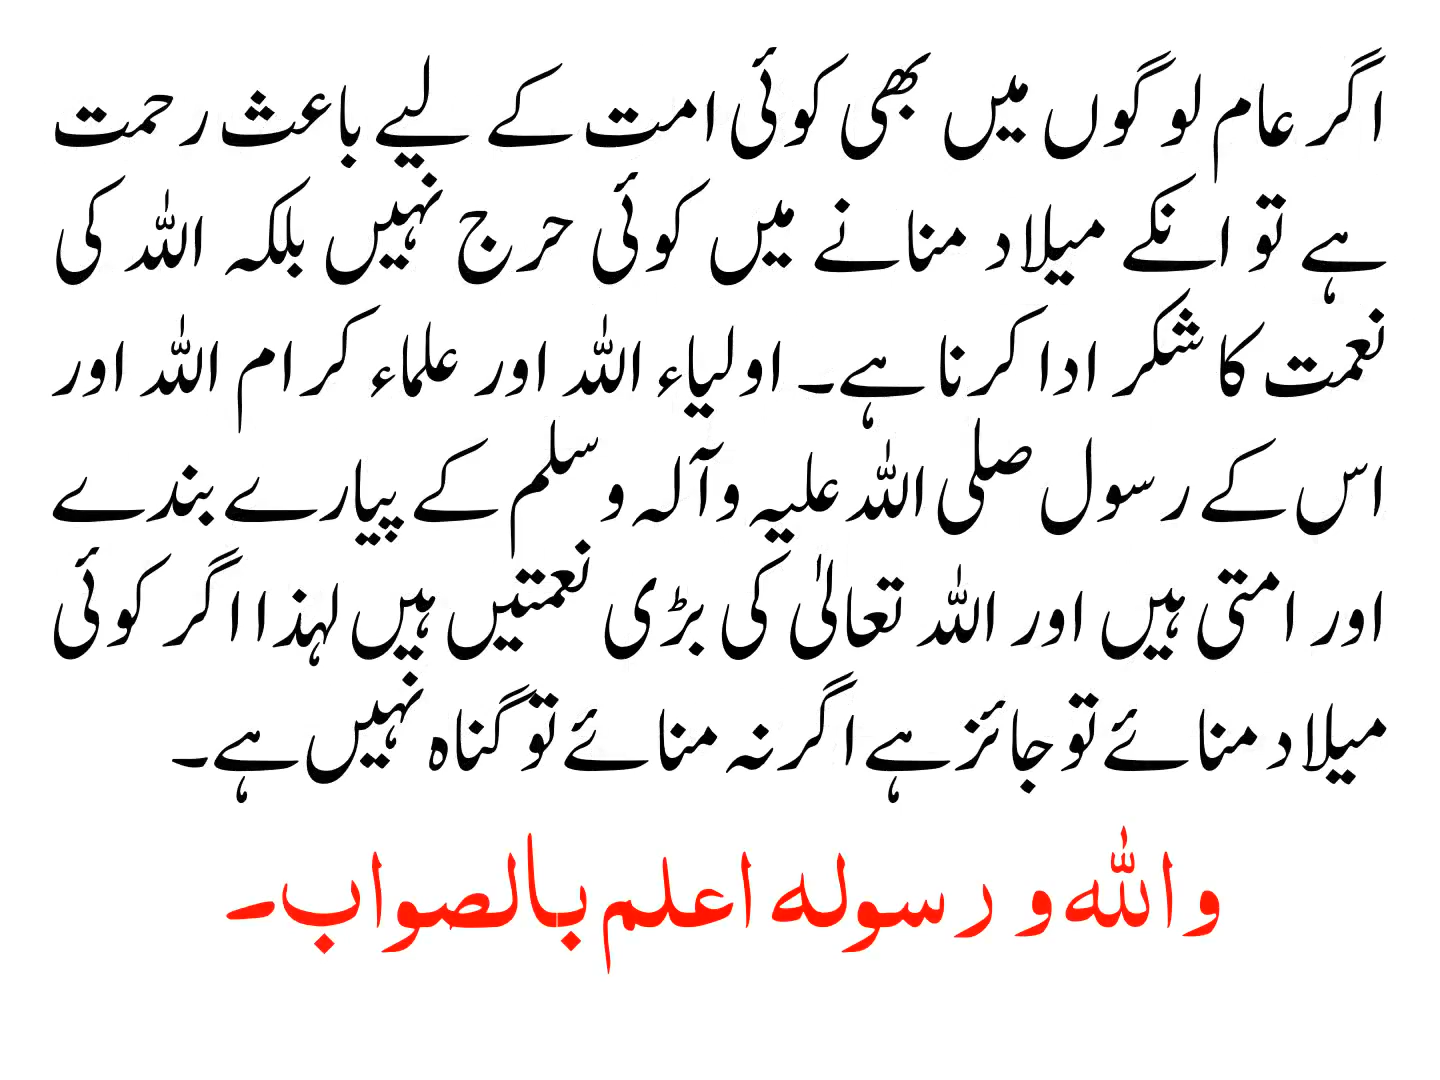 اگر عام لوگوں میں بھی کوئی امت کے لیے باعث رحمت
ہے تو انکے میلاد منانے میں کوئی حرج نہیں بلکہ اللہ کی
نعمت کا شکر ادا کرنا ہے۔ اولیاء اللہ اور علماء کرام اللہ اور
اس کے رسول صلی اللہ علیہ وآلہ وسلم کے پیارے بندے
اور امتی ہیں اور اللہ تعالیٰ کی بڑی نعمتیں ہیں لہذا اگر کوئی
میلاد منائے تو جائز ہے اگر نہ منائے تو گناہ نہیں ہے۔
واللہ و رسولہ اعلم بالصواب۔